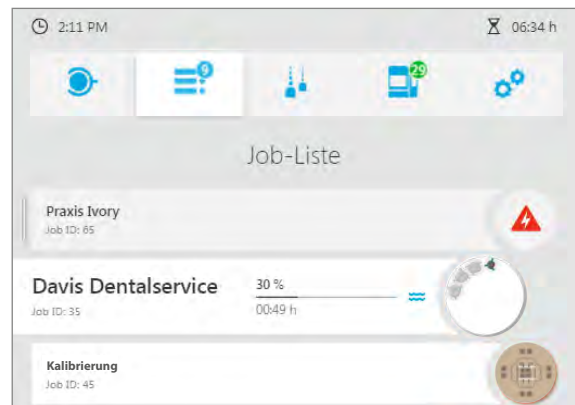 2:11 PM
06:34 h
9
29
Job-Liste
Praxis Ivory
Job ID: 65
Davis Dentalservice
Job ID: 35
30 %
00:49 h
Kalibrierung
Job ID: 45